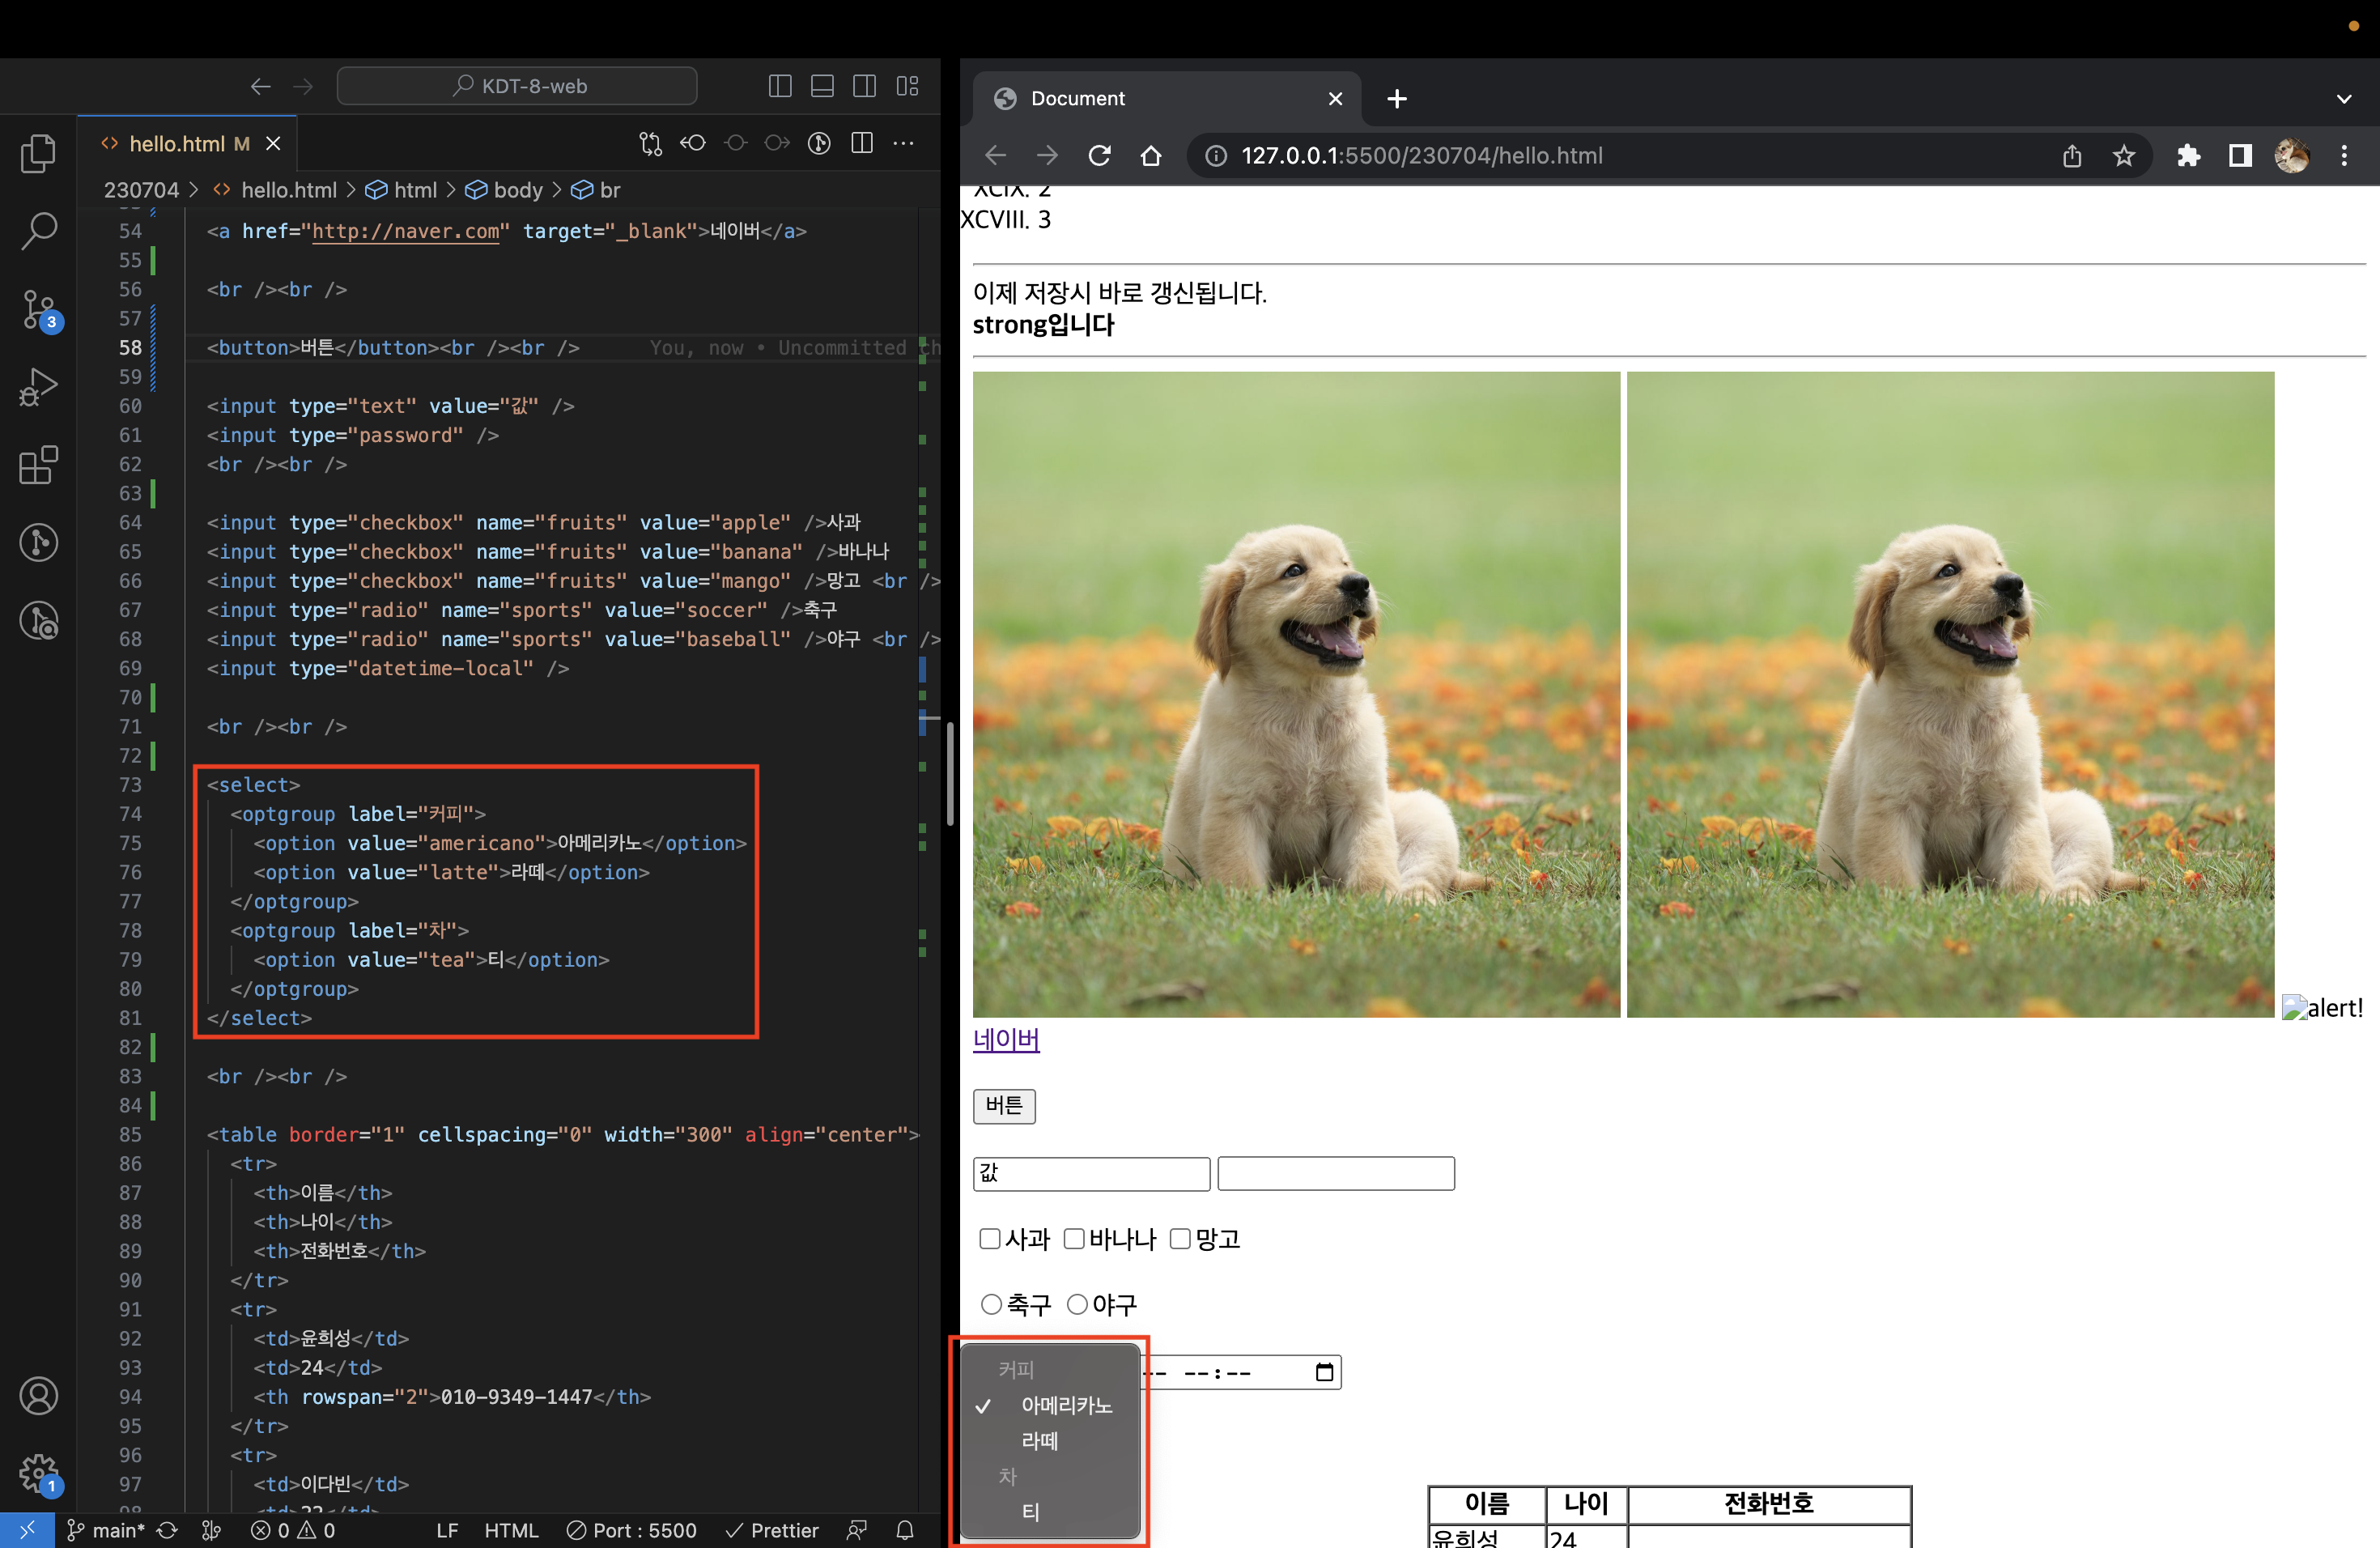 KDT-8-web
hello.html M
230704 > hello.html > html > body > br
54 <a href="http://naver.com" target="_blank">네이버</a>
55
56 <br /><br />
57
58 <button>버튼</button><br /><br /> You, now • Uncommitted ch
59
60 <input type="text" value="값" />
61 <input type="password" />
62 <br /><br />
63
64 <input type="checkbox" name="fruits" value="apple" />사과
65 <input type="checkbox" name="fruits" value="banana" />바나나
66 <input type="checkbox" name="fruits" value="mango" />망고 <br />
67 <input type="radio" name="sports" value="soccer" />축구
68 <input type="radio" name="sports" value="baseball" />야구 <br />
69 <input type="datetime-local" />
70
71 <br /><br />
72
73 <select>
74 <optgroup label="커피">
75 <option value="americano">아메리카노</option>
76 <option value="latte">라떼</option>
77 </optgroup>
78 <optgroup label="차">
79 <option value="tea">티</option>
80 </optgroup>
81 </select>
82
83 <br /><br />
84
85 <table border="1" cellspacing="0" width="300" align="center">
86 <tr>
87 <th>이름</th>
88 <th>나이</th>
89 <th>전화번호</th>
90 </tr>
91 <tr>
92 <td>윤희성</td>
93 <td>24</td>
94 <th rowspan="2">010-9349-1447</th>
95 </tr>
96 <tr>
97 <td>이다빈</td>
3
1
main* 0 0 LF HTML Port : 5500 Prettier
Document
127.0.0.1:5500/230704/hello.html
XCIX. 2
XCVIII. 3
이제 저장시 바로 갱신됩니다.
strong입니다
alert!
네이버
버튼
값
사과 바나나 망고
축구 야구
-- --:--
커피
✓ 아메리카노
라떼
차
티
이름 나이 전화번호
윤희성 24